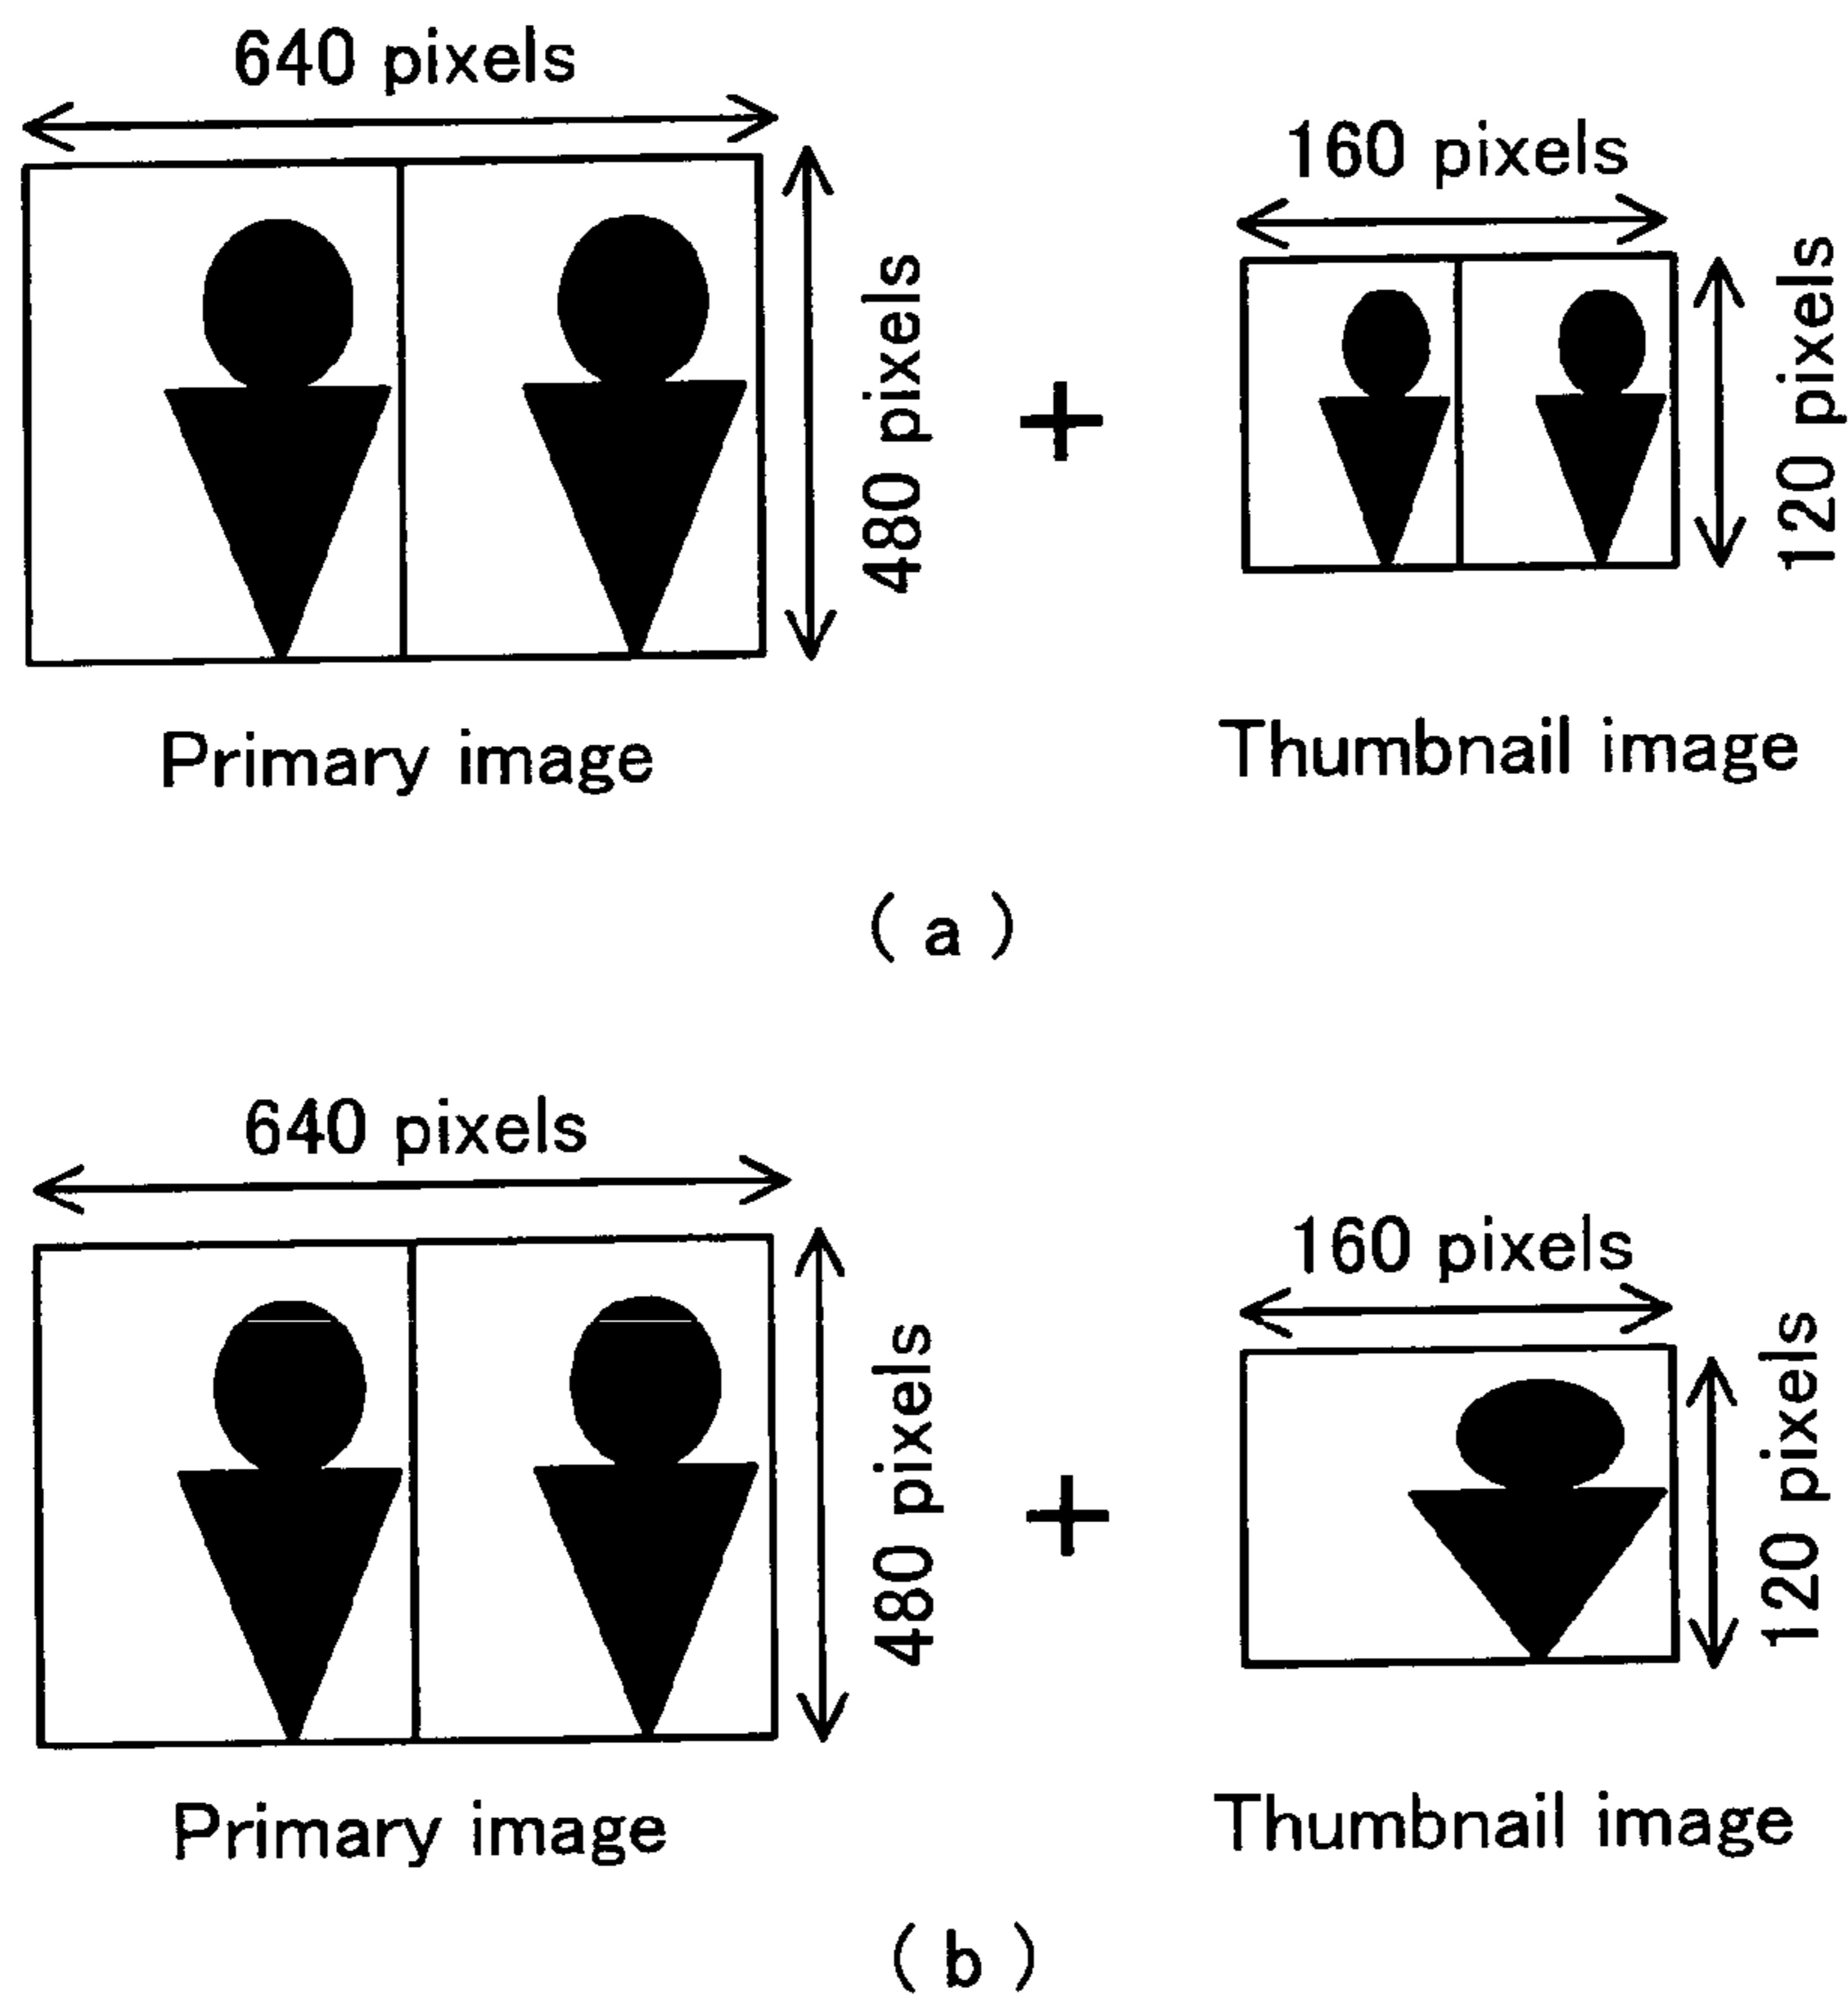 640 pixels
160 pixels
480 pixels
+
120 pixels
Primary image
Thumbnail image
(a)
640 pixels
160 pixels
480 pixels
+
120 pixels
Primary image
Thumbnail image
(b)